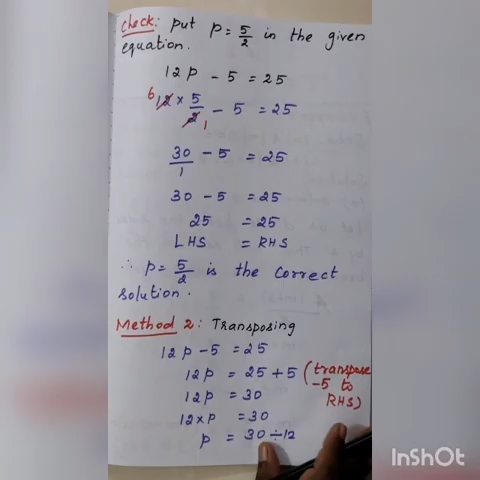 Check: Put P = 5/2 in the given
equation.
12P - 5 = 25
6 12 × 5/2 1 - 5 = 25
30/1 - 5 = 25
30 - 5 = 25
25 = 25
LHS = RHS
∴ P = 5/2 is the correct
solution.
Method 2: Transposing
12P - 5 = 25
12P = 25 + 5 (transpose
-5 to
RHS)
12P = 30
12×P = 30
P = 30 ÷ 12
InShOt